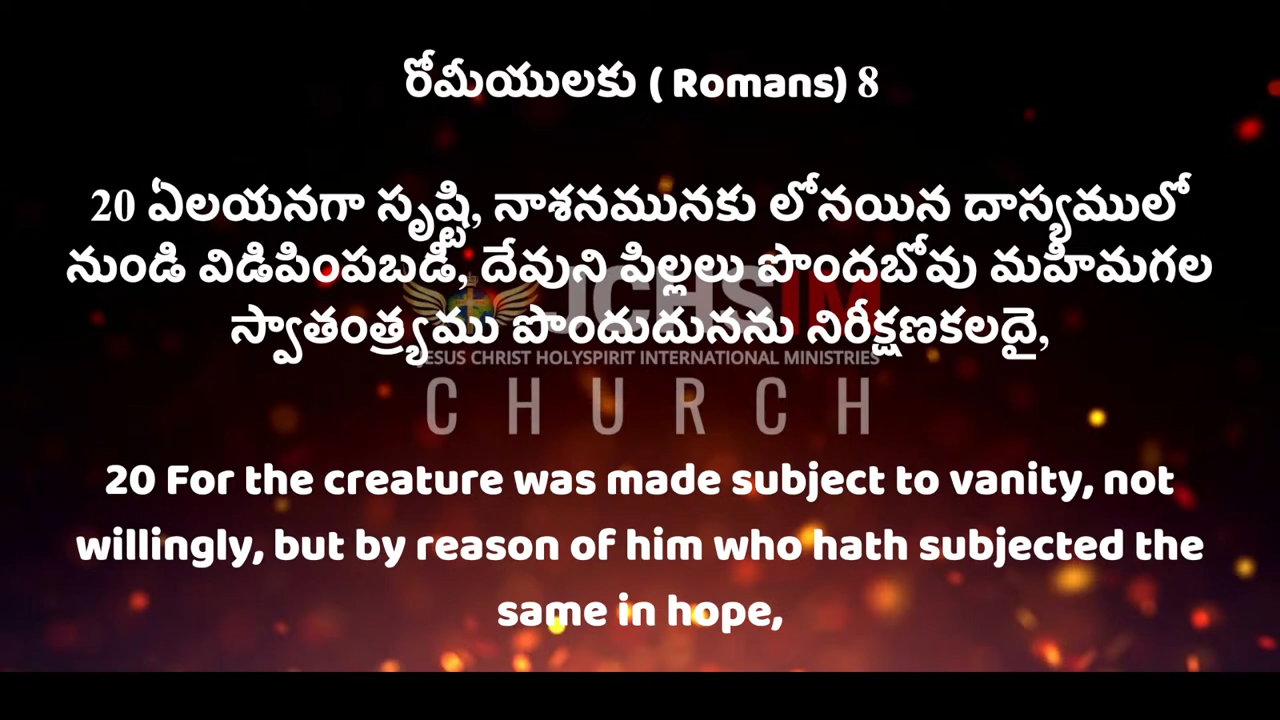 రోమీయులకు ( Romans) 8
20 ఏలయనగా సృష్టి, నాశనమునకు లోనయిన దాస్యములో
నుండి విడిపింపబడి, దేవుని పిల్లలు పొందబోవు మహిమగల
స్వాతంత్ర్యము పొందుదునను నిరీక్షణకలదై,
JCHSIM
JESUS CHRIST HOLYSPIRIT INTERNATIONAL MINISTRIES
CHURCH
20 For the creature was made subject to vanity, not
willingly, but by reason of him who hath subjected the
same in hope,